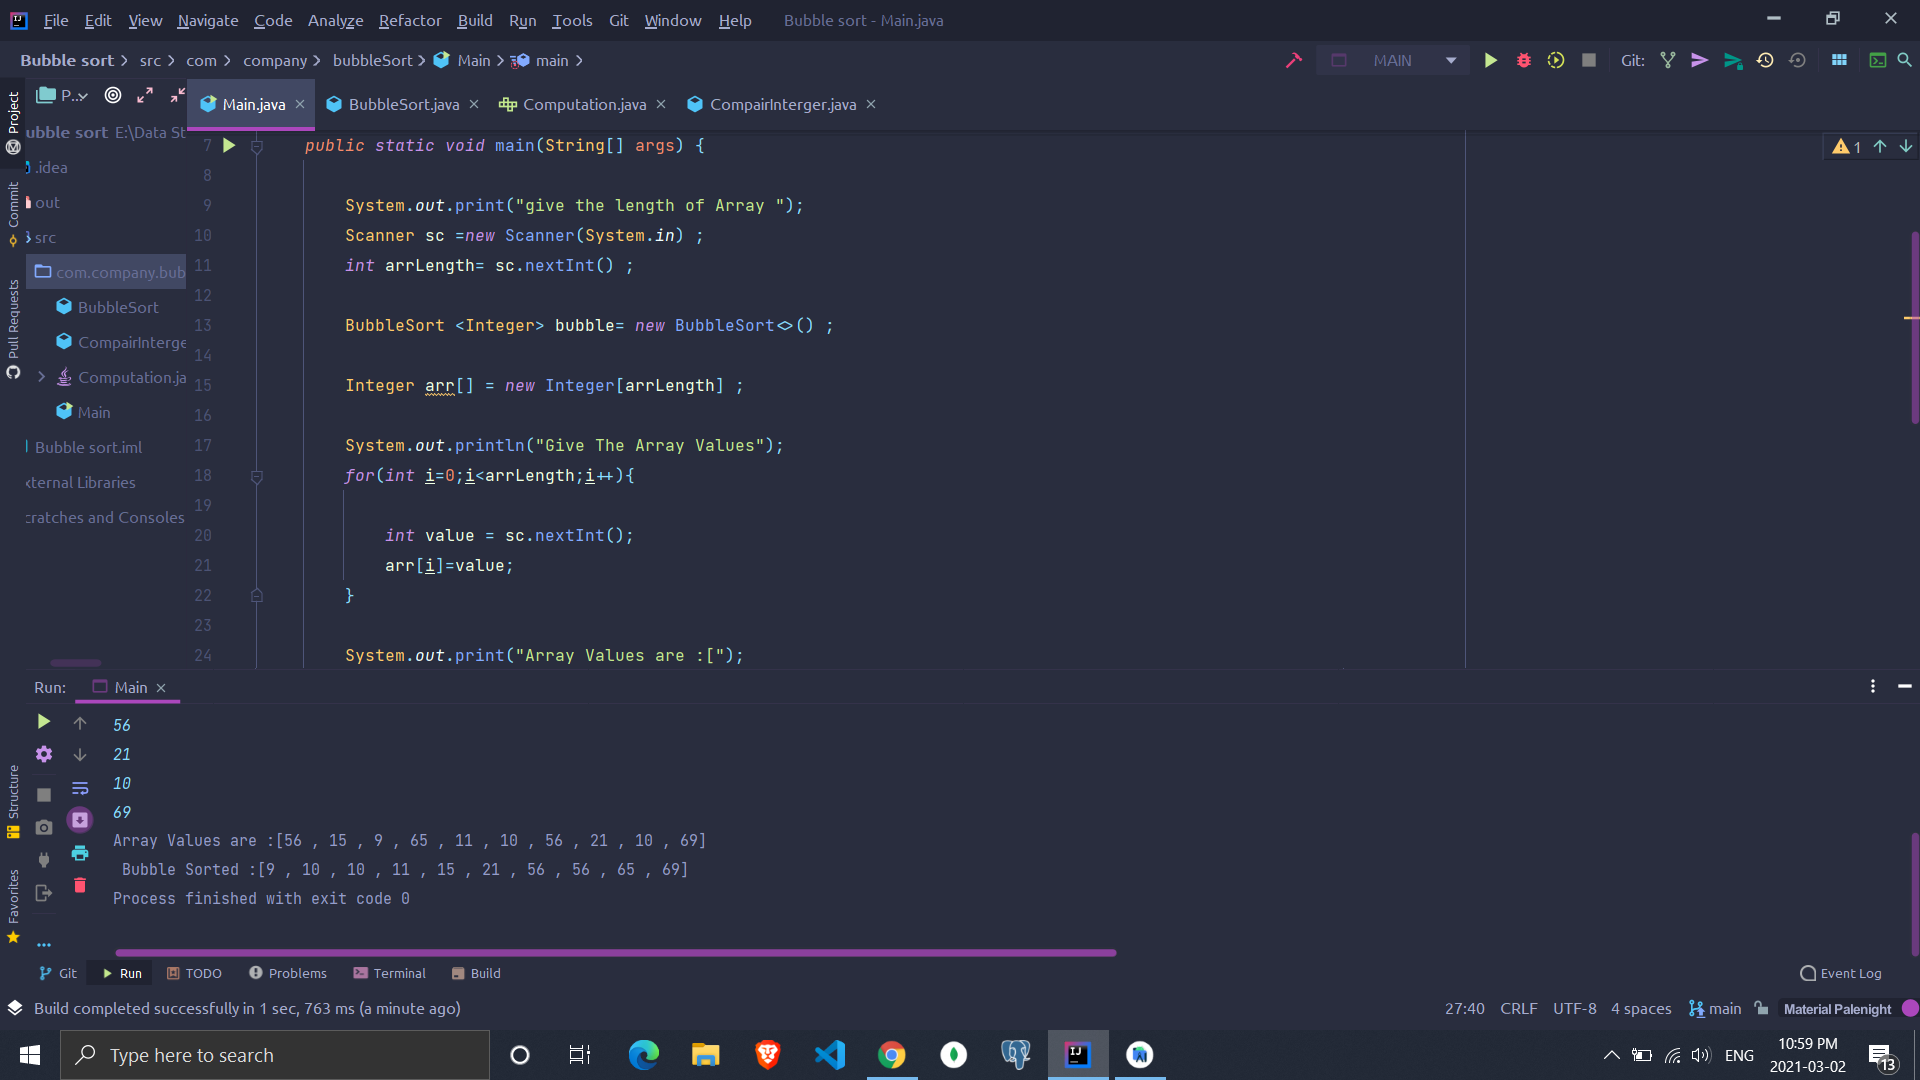 File Edit View Navigate Code Analyze Refactor Build Run Tools Git Window Help Bubble sort - Main.java
Bubble sort src com company bubbleSort Main main MAIN Git:
P... Main.java BubbleSort.java Computation.java CompairInterger.java
Project
Commit
Pull Requests
Structure
Favorites
ubble sort E:\Data St
.idea
out
src
com.company.bub
BubbleSort
CompairInterge
Computation.ja
Main
Bubble sort.iml
xternal Libraries
cratches and Consoles
1
7 public static void main(String[] args) {
8
9 System.out.print("give the length of Array ");
10 Scanner sc =new Scanner(System.in) ;
11 int arrLength= sc.nextInt() ;
12
13 BubbleSort <Integer> bubble= new BubbleSort<>() ;
14
15 Integer arr[] = new Integer[arrLength] ;
16
17 System.out.println("Give The Array Values");
18 for(int i=0;i<arrLength;i++){
19
20 int value = sc.nextInt();
21 arr[i]=value;
22 }
23
24 System.out.print("Array Values are :[");
Run: Main
56
21
10
69
Array Values are :[56 , 15 , 9 , 65 , 11 , 10 , 56 , 21 , 10 , 69]
Bubble Sorted :[9 , 10 , 10 , 11 , 15 , 21 , 56 , 56 , 65 , 69]
Process finished with exit code 0
Git Run TODO Problems Terminal Build Event Log
Build completed successfully in 1 sec, 763 ms (a minute ago) 27:40 CRLF UTF-8 4 spaces main Material Palenight
Type here to search ENG 10:59 PM
2021-03-02 13